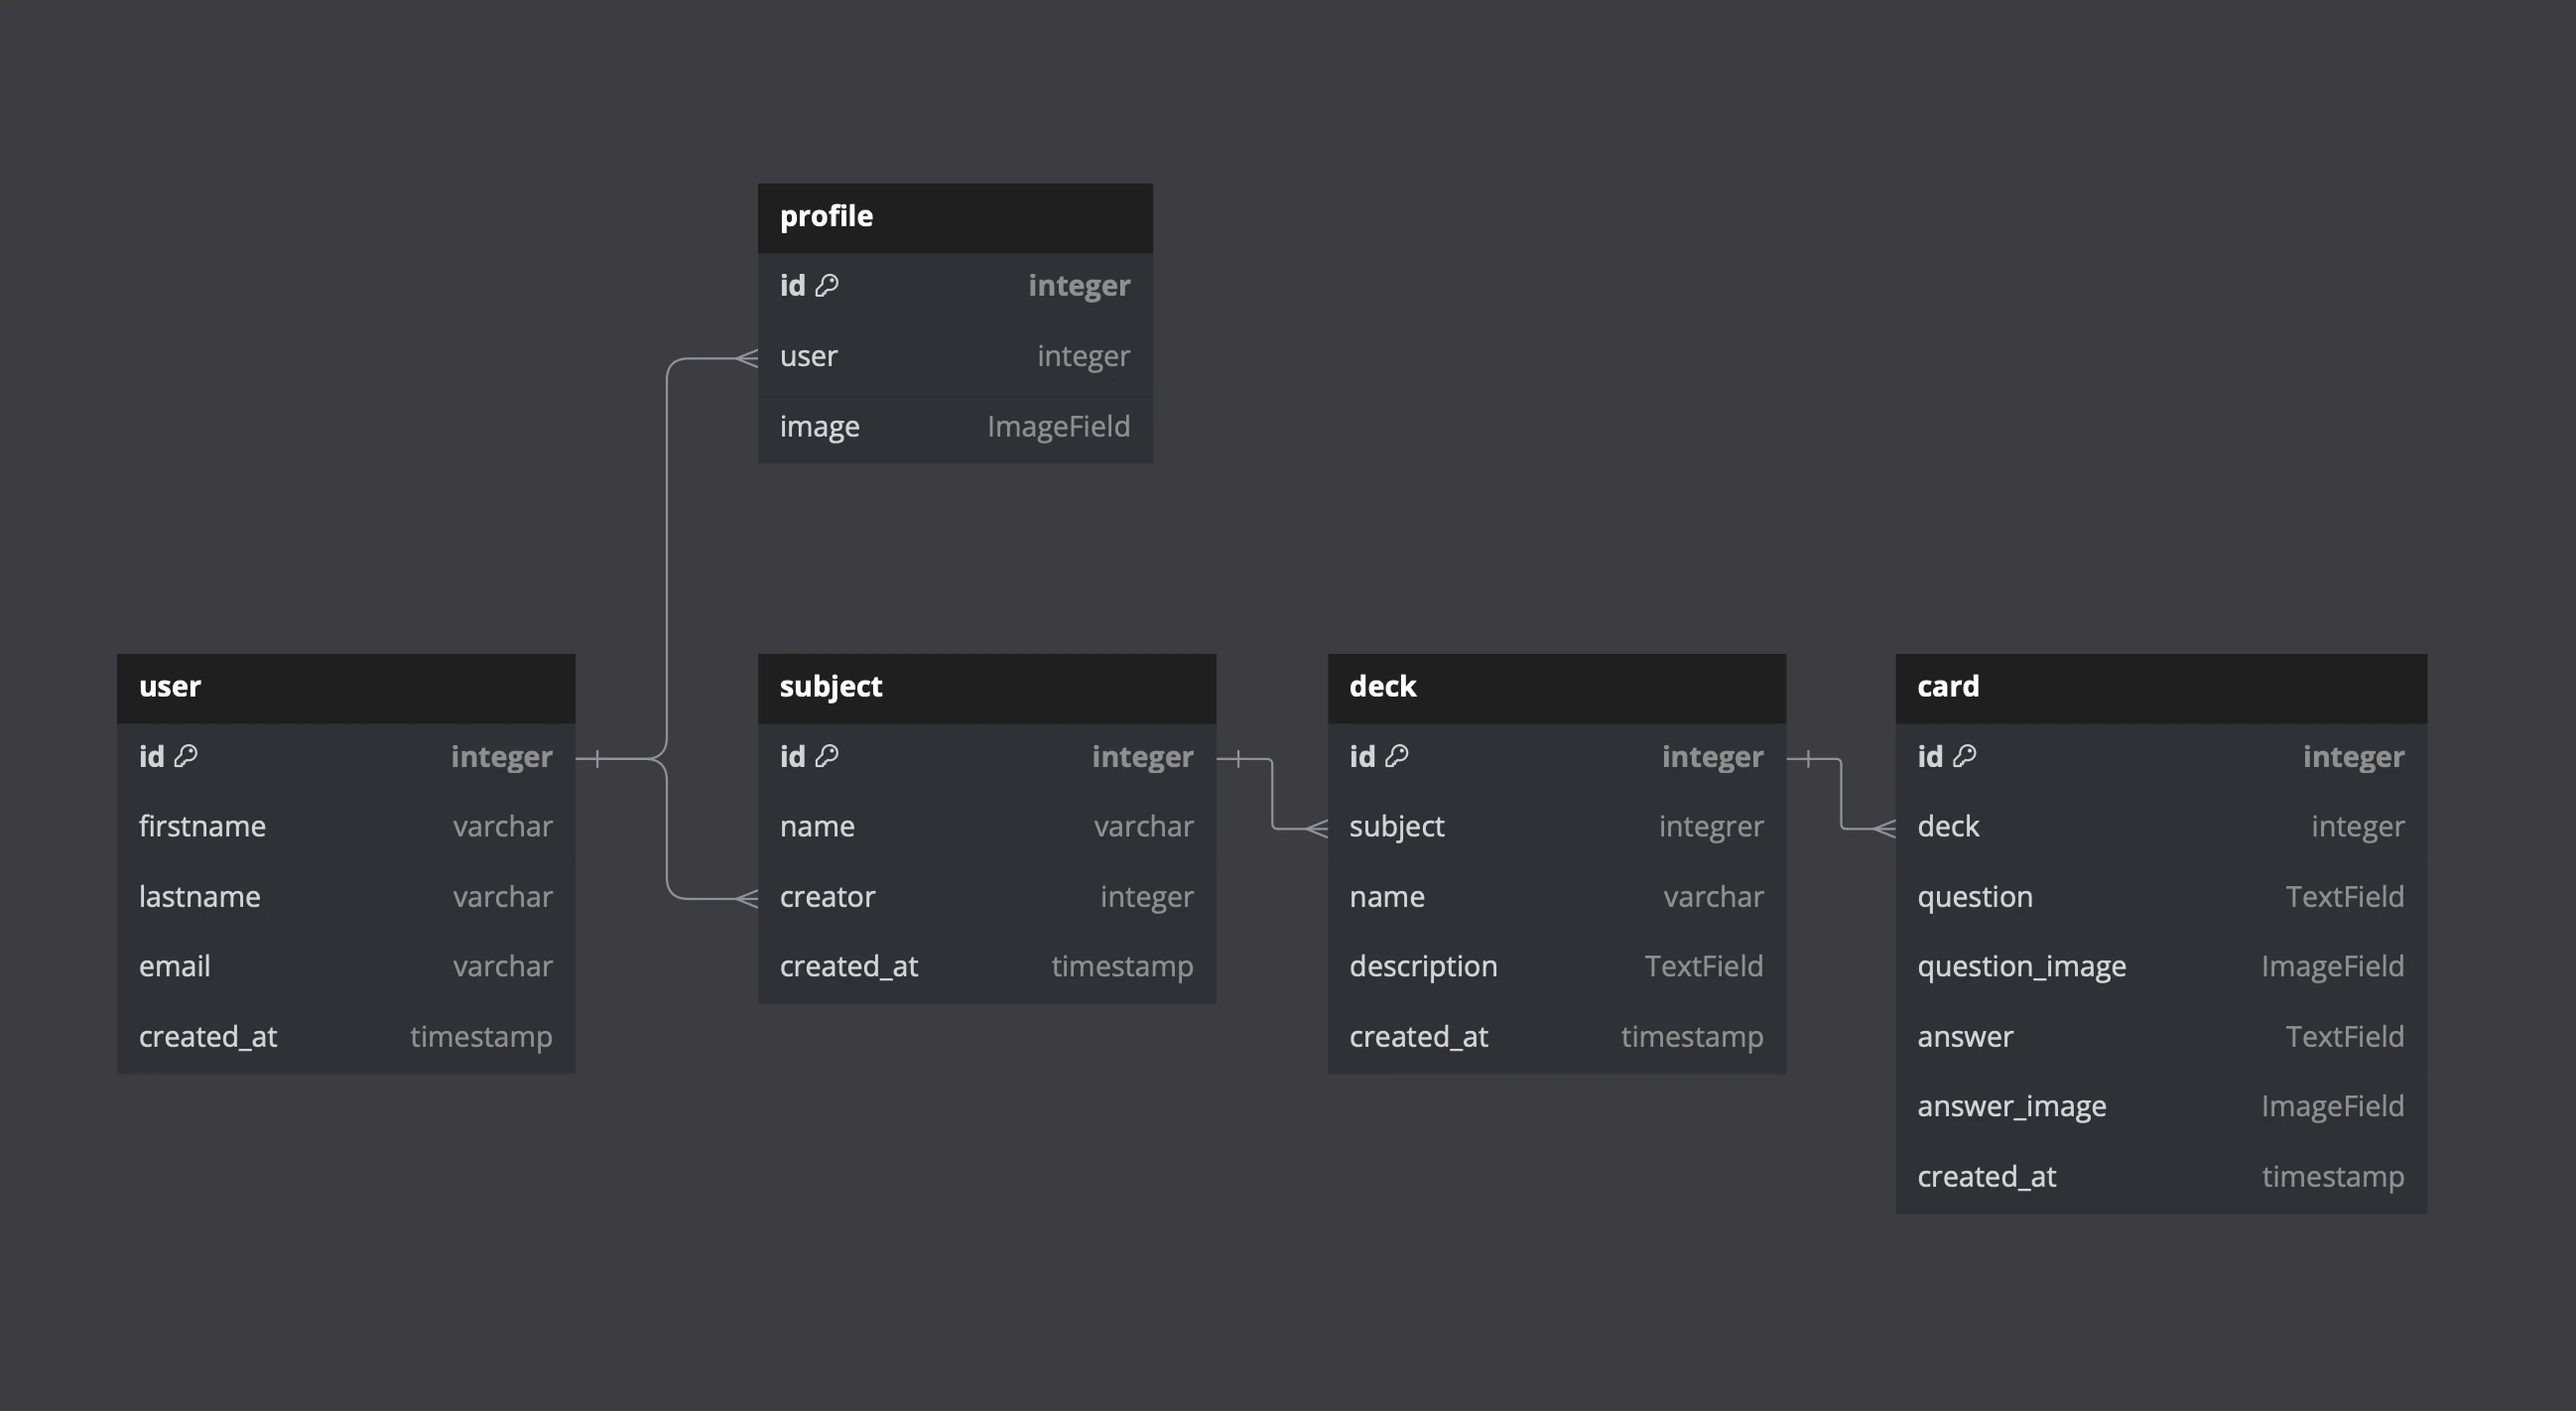 profile
id integer
user integer
image ImageField
user
id integer
firstname varchar
lastname varchar
email varchar
created_at timestamp
subject
id integer
name varchar
creator integer
created_at timestamp
deck
id integer
subject integrer
name varchar
description TextField
created_at timestamp
card
id integer
deck integer
question TextField
question_image ImageField
answer TextField
answer_image ImageField
created_at timestamp